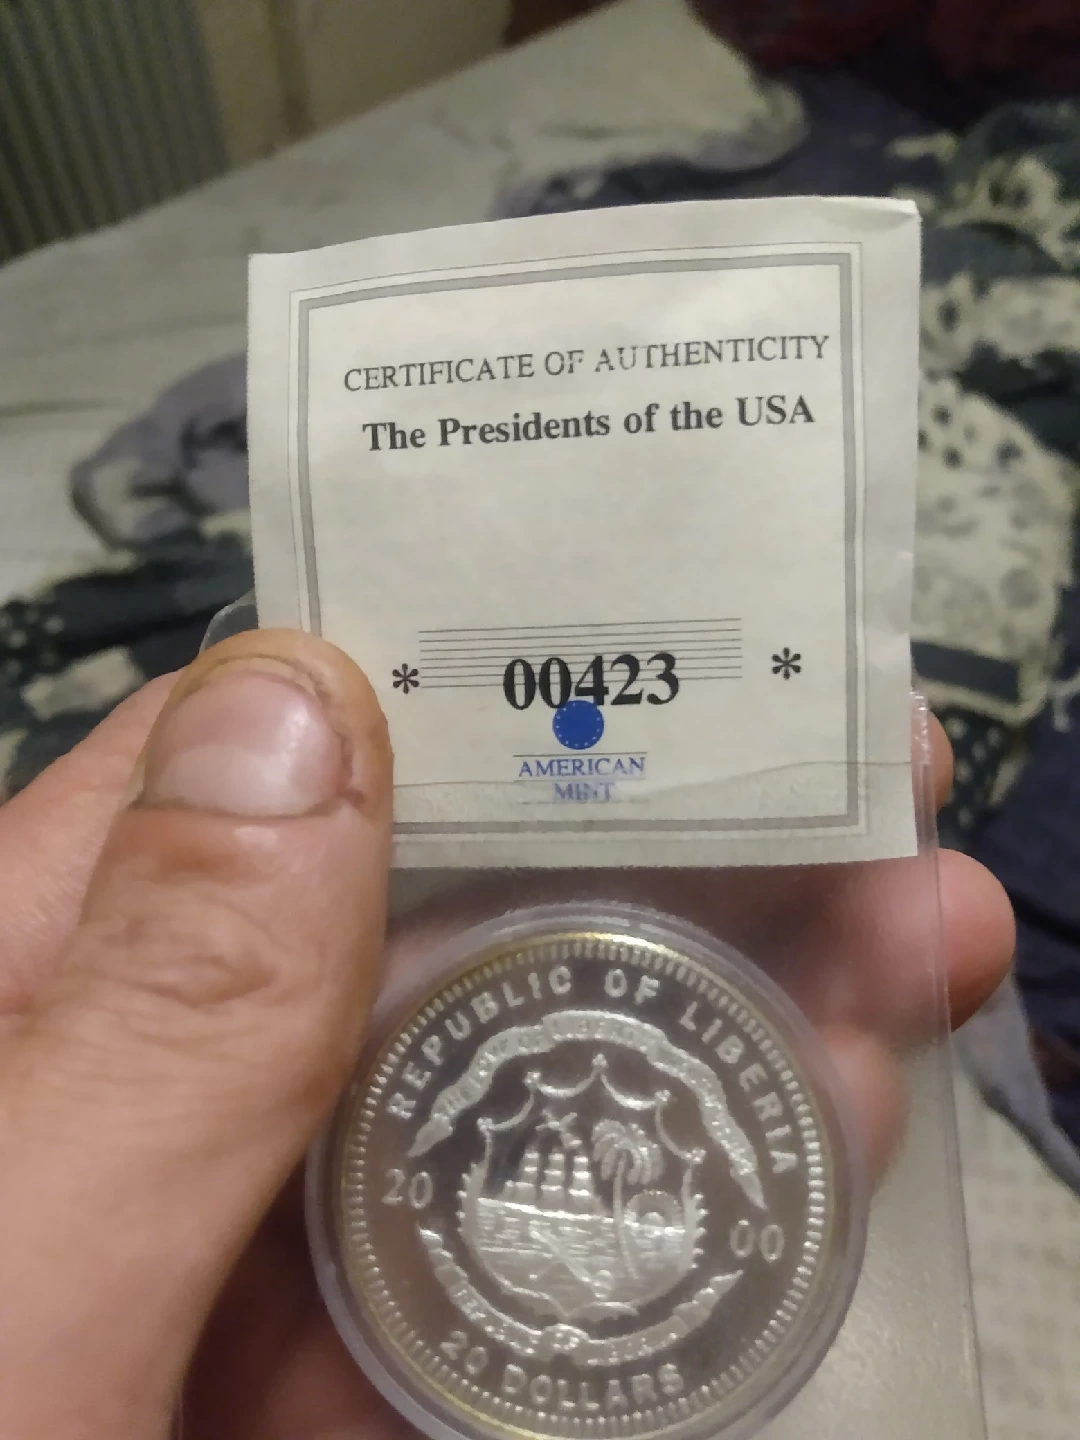 CERTIFICATE OF AUTHENTICITY
The Presidents of the USA
* 00423 *
AMERICAN
MINT
REPUBLIC OF LIBERIA
20 00
20 DOLLARS